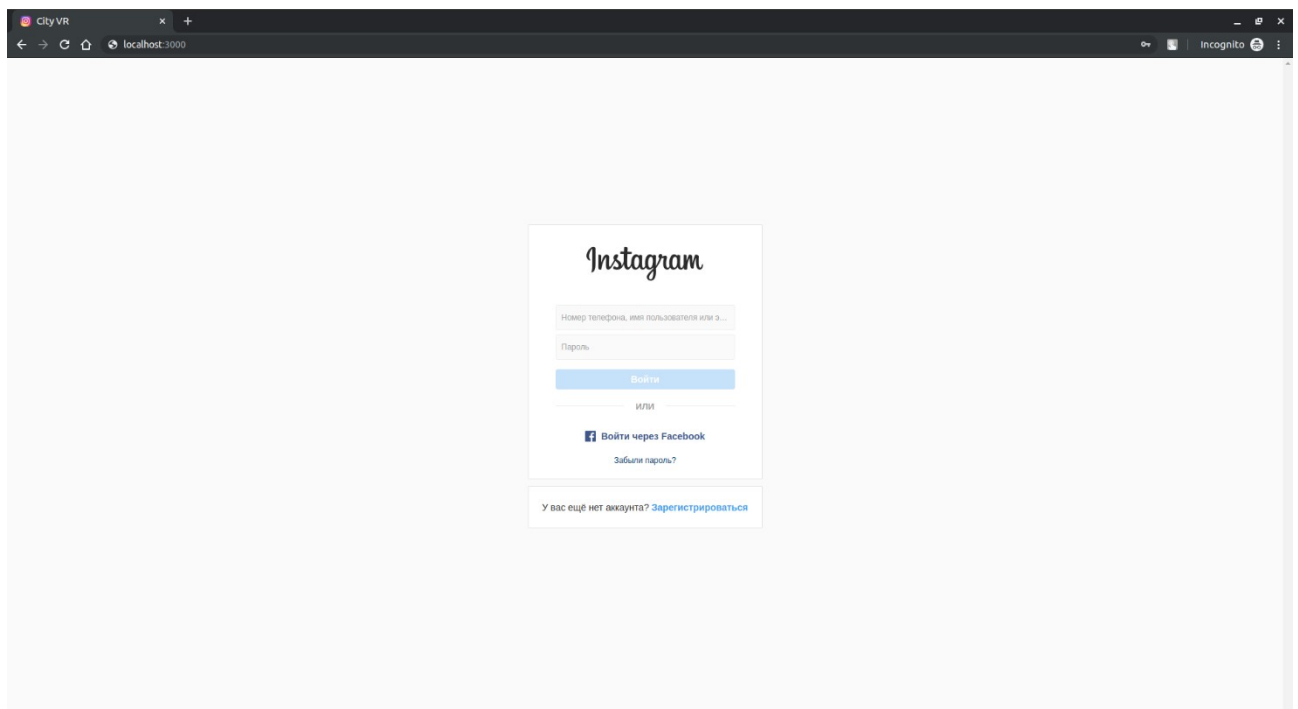 City VR
localhost:3000
Incognito
Instagram
Номер телефона, имя пользователя или э...
Пароль
Войти
или
Войти через Facebook
Забыли пароль?
У вас ещё нет аккаунта? Зарегистрироваться